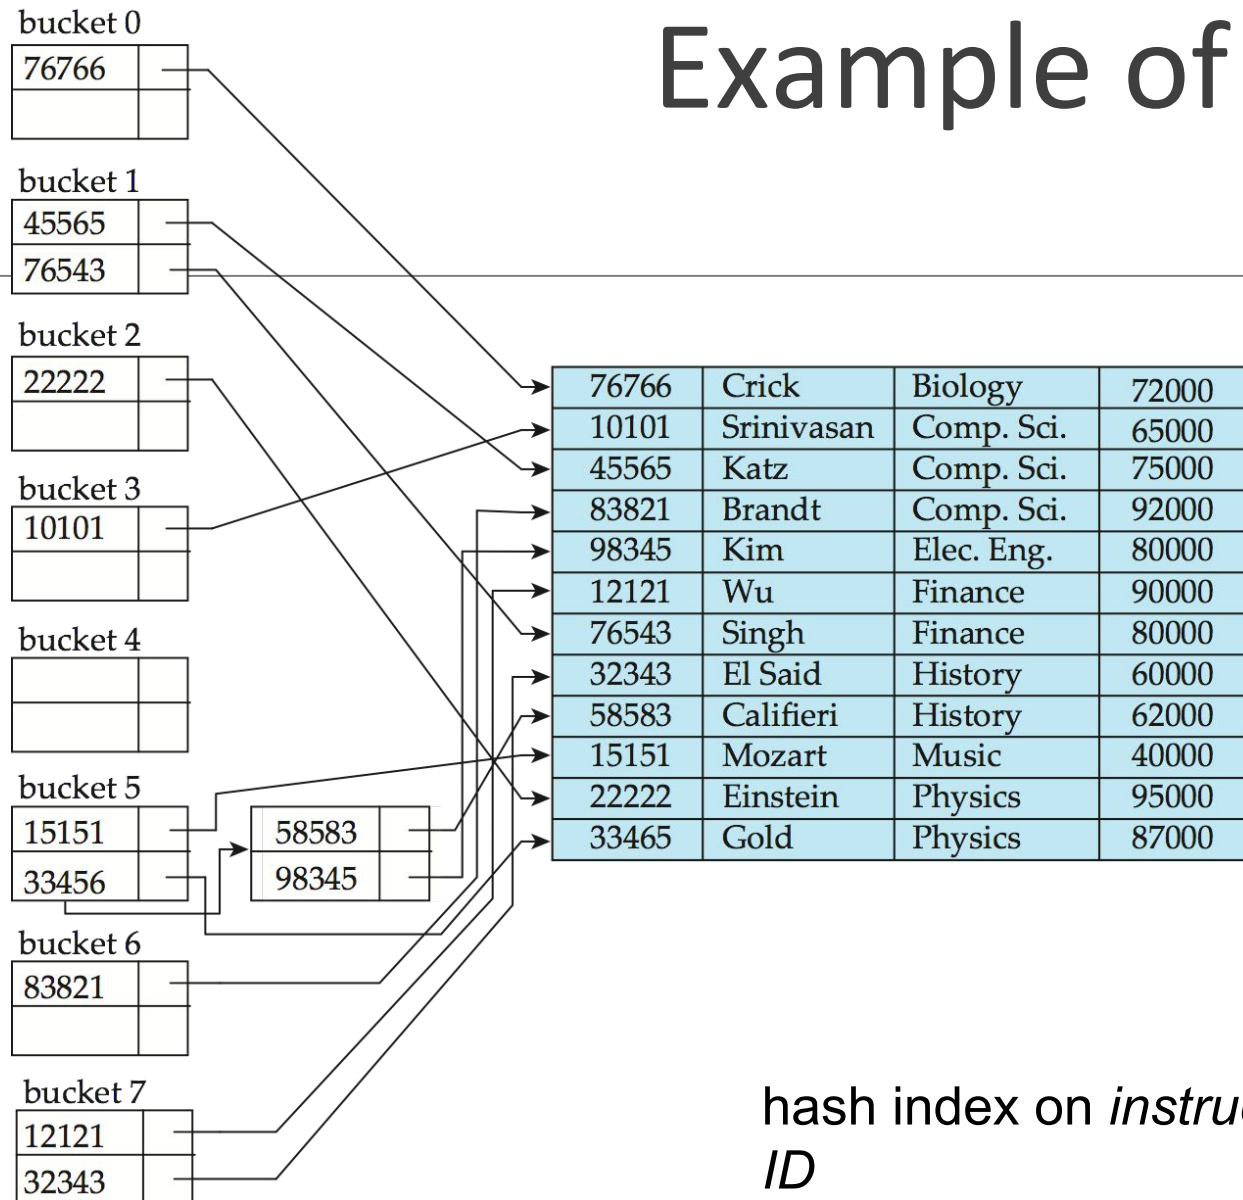 Example of
bucket 0
76766
bucket 1
45565
76543
bucket 2
22222
bucket 3
10101
bucket 4
bucket 5
15151
33456
58583
98345
bucket 6
83821
bucket 7
12121
32343
76766 Crick Biology 72000
10101 Srinivasan Comp. Sci. 65000
45565 Katz Comp. Sci. 75000
83821 Brandt Comp. Sci. 92000
98345 Kim Elec. Eng. 80000
12121 Wu Finance 90000
76543 Singh Finance 80000
32343 El Said History 60000
58583 Califieri History 62000
15151 Mozart Music 40000
22222 Einstein Physics 95000
33465 Gold Physics 87000
hash index on
ID